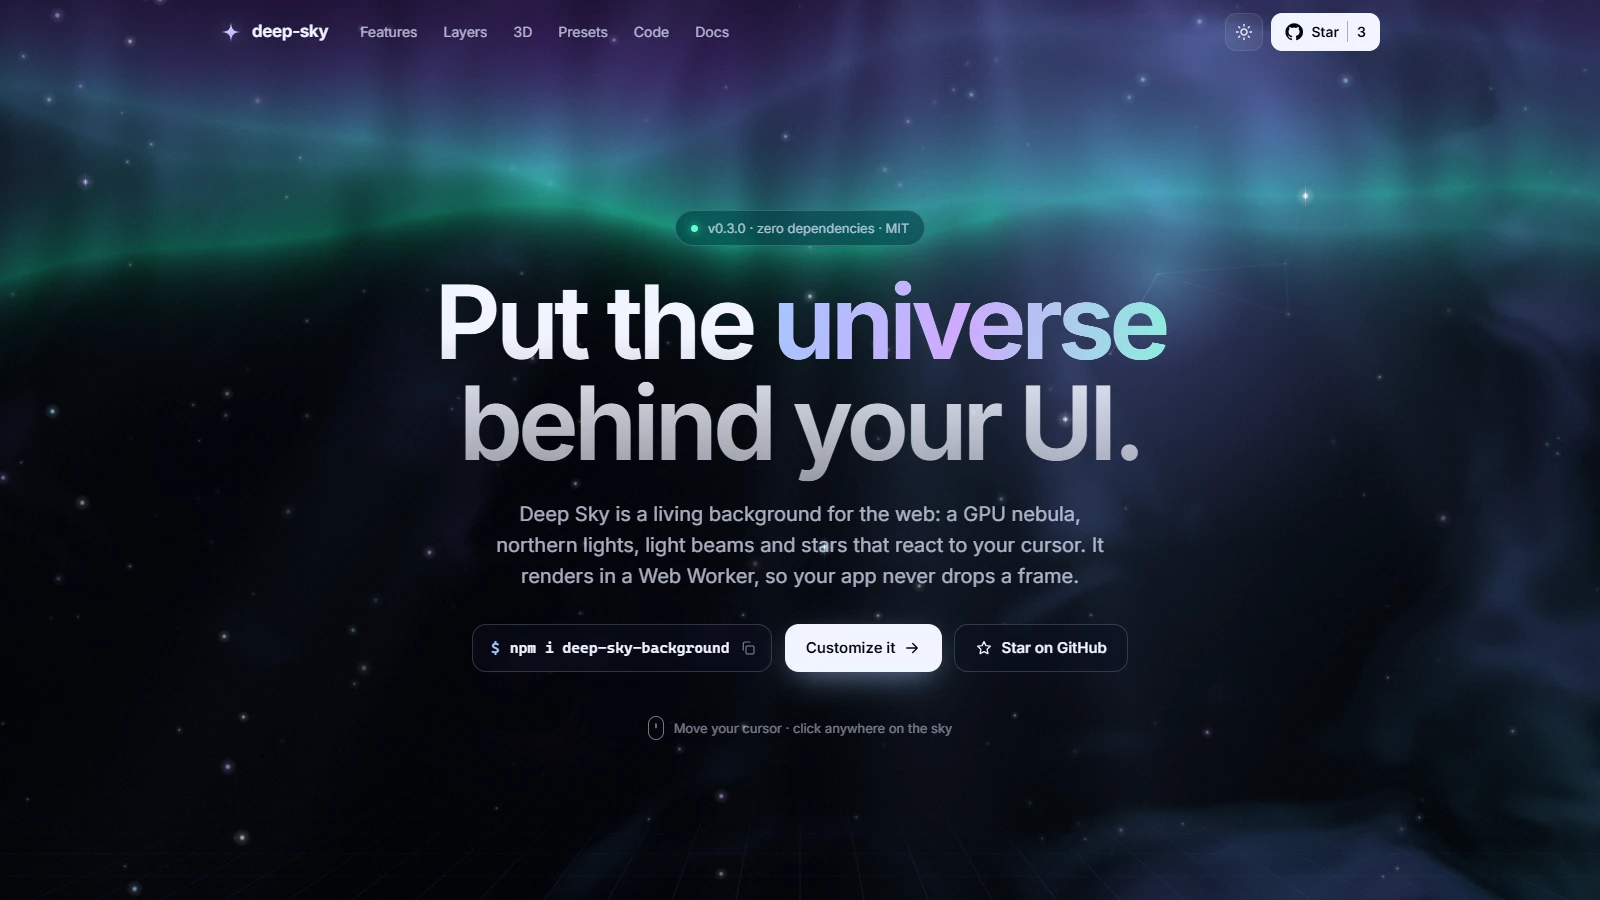 deep-sky
Features
Layers
3D
Presets
Code
Docs
Star 3
v0.3.0 · zero dependencies · MIT
Put the universe
behind your UI.
Deep Sky is a living background for the web: a GPU nebula,
northern lights, light beams and stars that react to your cursor. It
renders in a Web Worker, so your app never drops a frame.
$ npm i deep-sky-background
Customize it →
Star on GitHub
Move your cursor · click anywhere on the sky